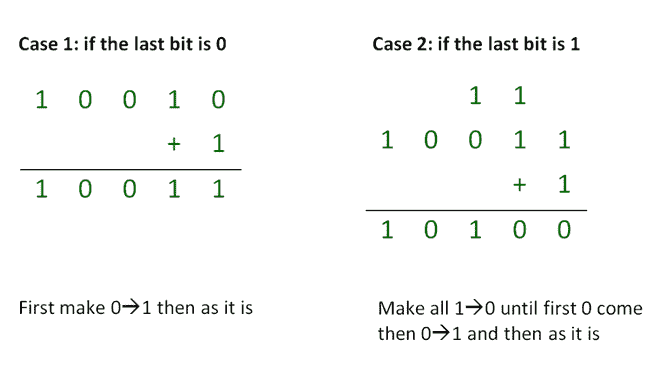 Case 1: if the last bit is 0
1 0 0 1 0
+ 1
1 0 0 1 1
First make 0→1 then as it is
Case 2: if the last bit is 1
1 1
1 0 0 1 1
+ 1
1 0 1 0 0
Make all 1→0 until first 0 come
then 0→1 and then as it is